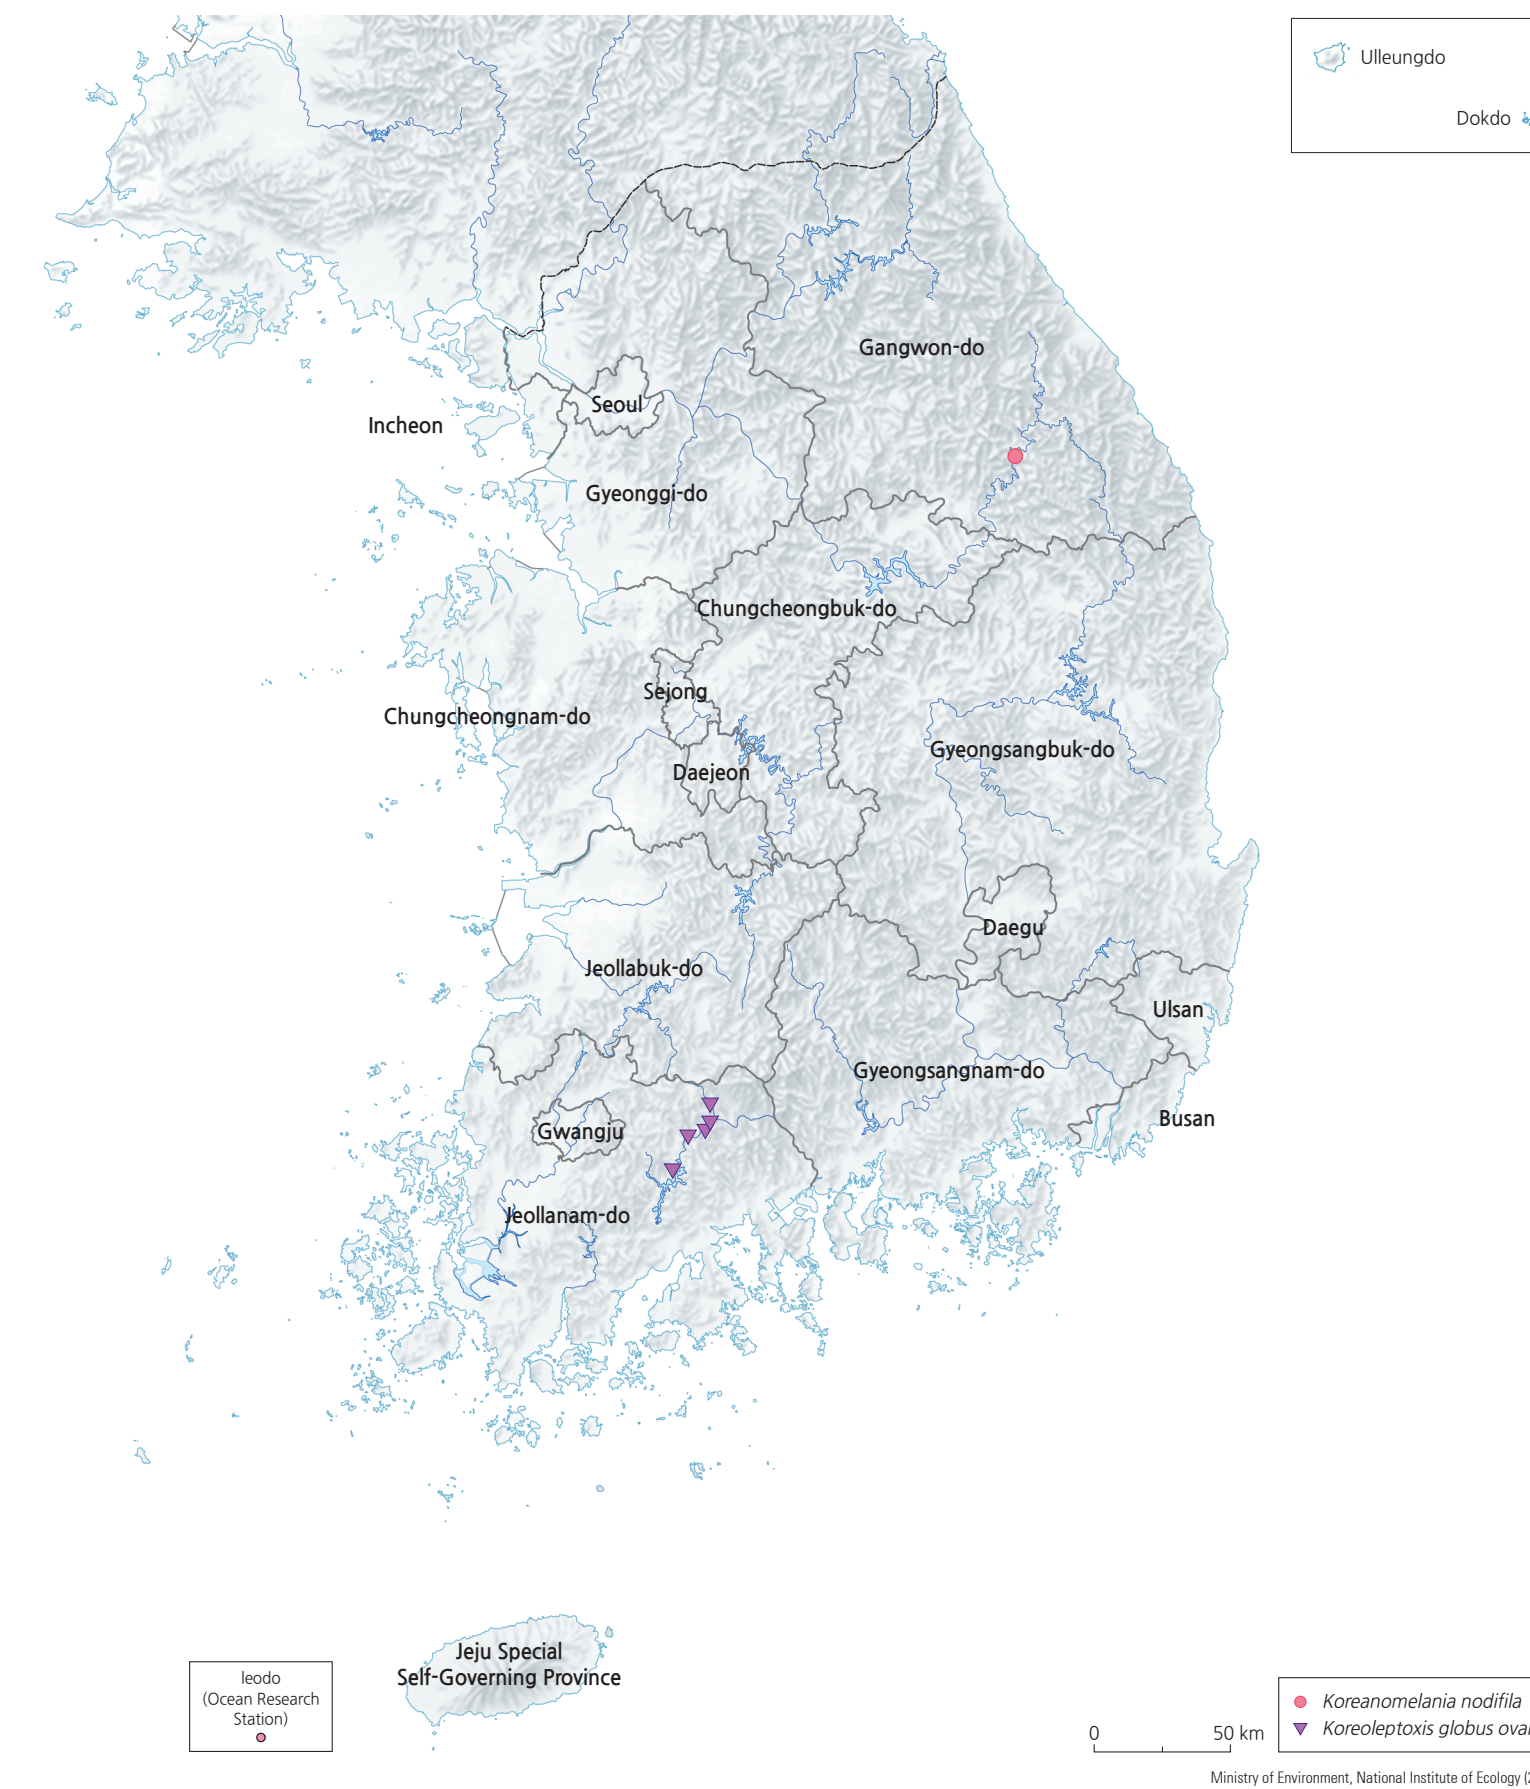 Ulleungdo
Dokdo
Gangwon-do
Seoul
Incheon
Gyeonggi-do
Chungcheongbuk-do
Sejong
Chungcheongnam-do
Gyeongsangbuk-do
Daejeon
Daegu
Jeollabuk-do
Ulsan
Gyeongsangnam-do
Busan
Gwangju
Jeollanam-do
Jeju Special
Self-Governing Province
Ieodo
(Ocean Research
Station)
0 50 km
Koreanomelania nodifila
Koreoleptoxis globus
Ministry of Environment, National Institute of Ecology